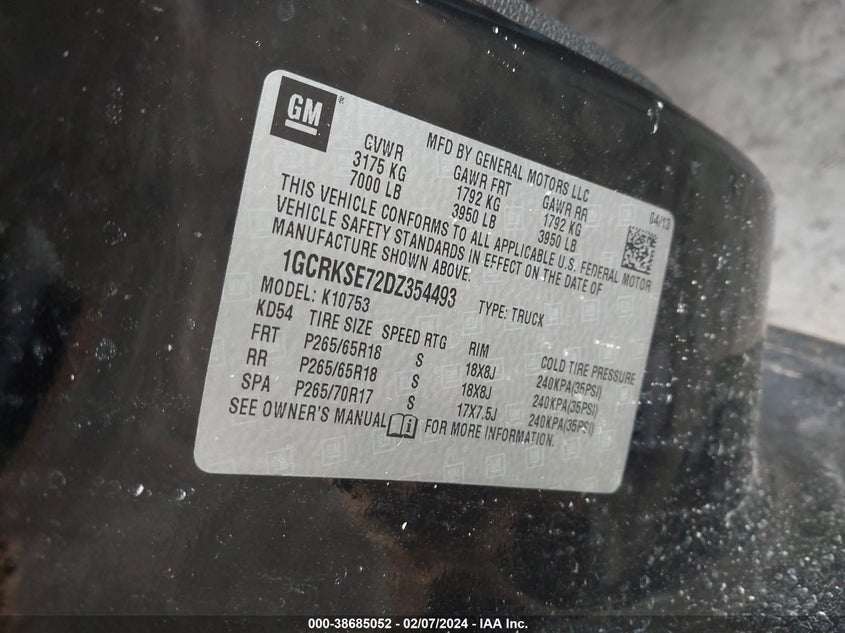 GM
MFD BY GENERAL MOTORS LLC
04/13
GVWR GAWR FRT GAWR RR
3175 KG 1792 KG 1792 KG
7000 LB 3950 LB 3950 LB
THIS VEHICLE CONFORMS TO ALL APPLICABLE U.S. FEDERAL MOTOR
VEHICLE SAFETY STANDARDS IN EFFECT ON THE DATE OF
MANUFACTURE SHOWN ABOVE.
1GCRKSE72DZ354493 TYPE: TRUCK
MODEL: K10753
KD54 TIRE SIZE SPEED RTG RIM COLD TIRE PRESSURE
FRT P265/65R18 S 18X8J 240KPA(35PSI)
RR P265/65R18 S 18X8J 240KPA(35PSI)
SPA P265/70R17 S 17X7.5J 240KPA(35PSI)
SEE OWNER'S MANUAL FOR MORE INFORMATION.
000-38685052 - 02/07/2024 - IAA Inc.